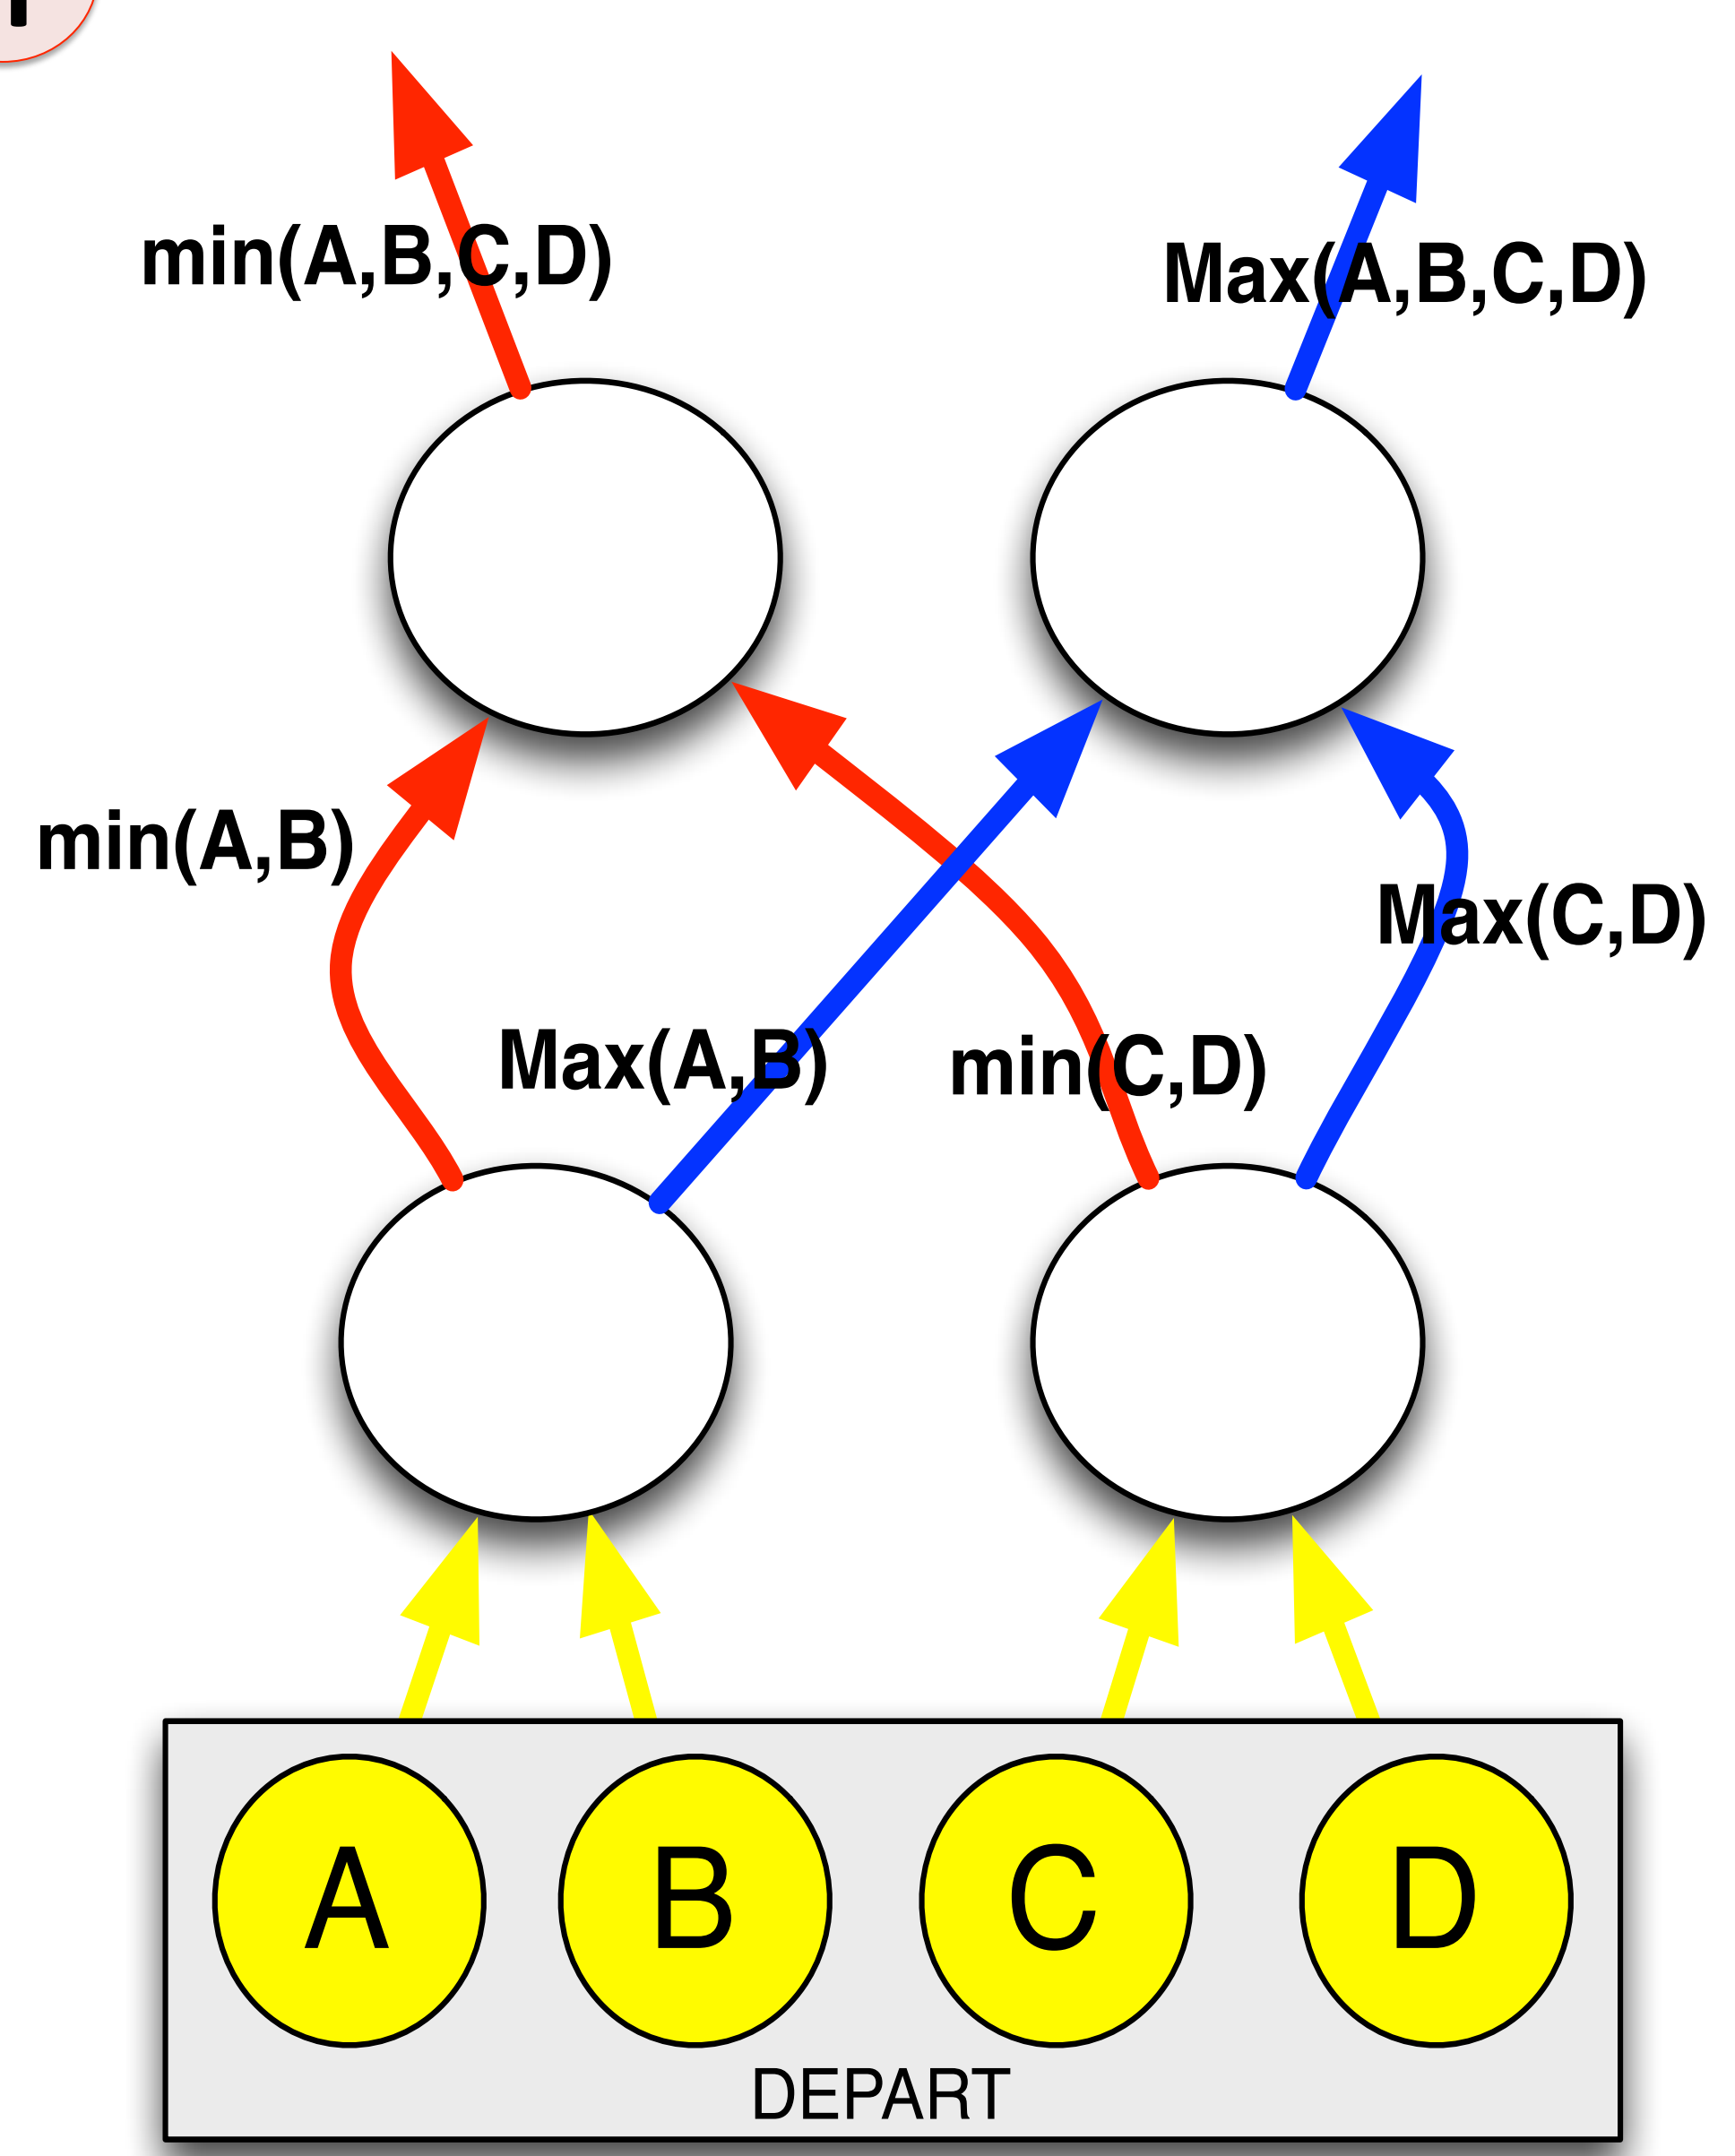 min(A,B,C,D)
Max(A,B,C,D)
min(A,B)
Max(C,D)
Max(A,B)
min(C,D)
A
B
C
D
DEPART